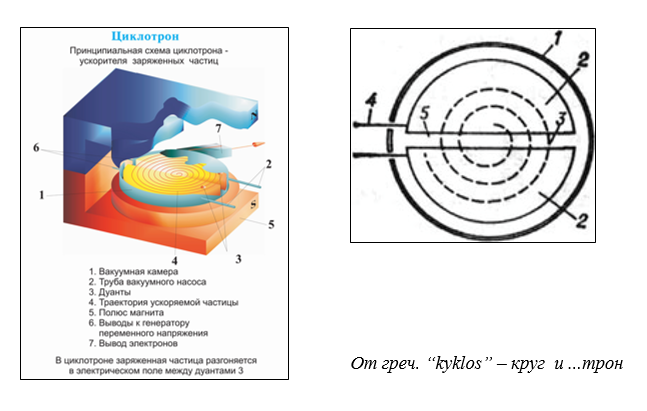 Циклотрон
Принципиальная схема циклотрона -
ускорителя заряженных частиц
S
7
6
2
1
S
5
4
3
1. Вакуумная камера
2. Труба вакуумного насоса
3. Дуанты
4. Траектория ускоряемой частицы
5. Полюс магнита
6. Выводы к генератору
переменного напряжения
7. Вывод электронов
В циклотроне заряженная частица разгоняется
в электрическом поле между дуантами 3
1
2
4
5
3
2
От греч. “kyklos” – круг и ...трон